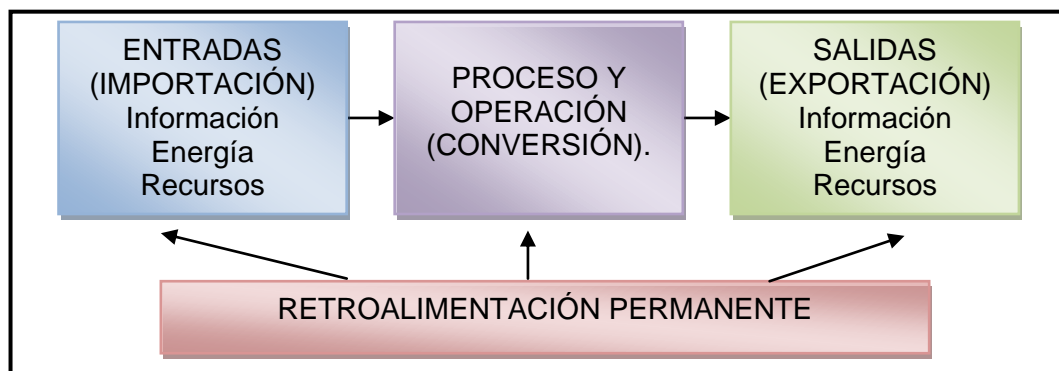 ENTRADAS
(IMPORTACIÓN)
Información
Energía
Recursos
PROCESO Y
OPERACIÓN
(CONVERSIÓN).
SALIDAS
(EXPORTACIÓN)
Información
Energía
Recursos
RETROALIMENTACIÓN PERMANENTE